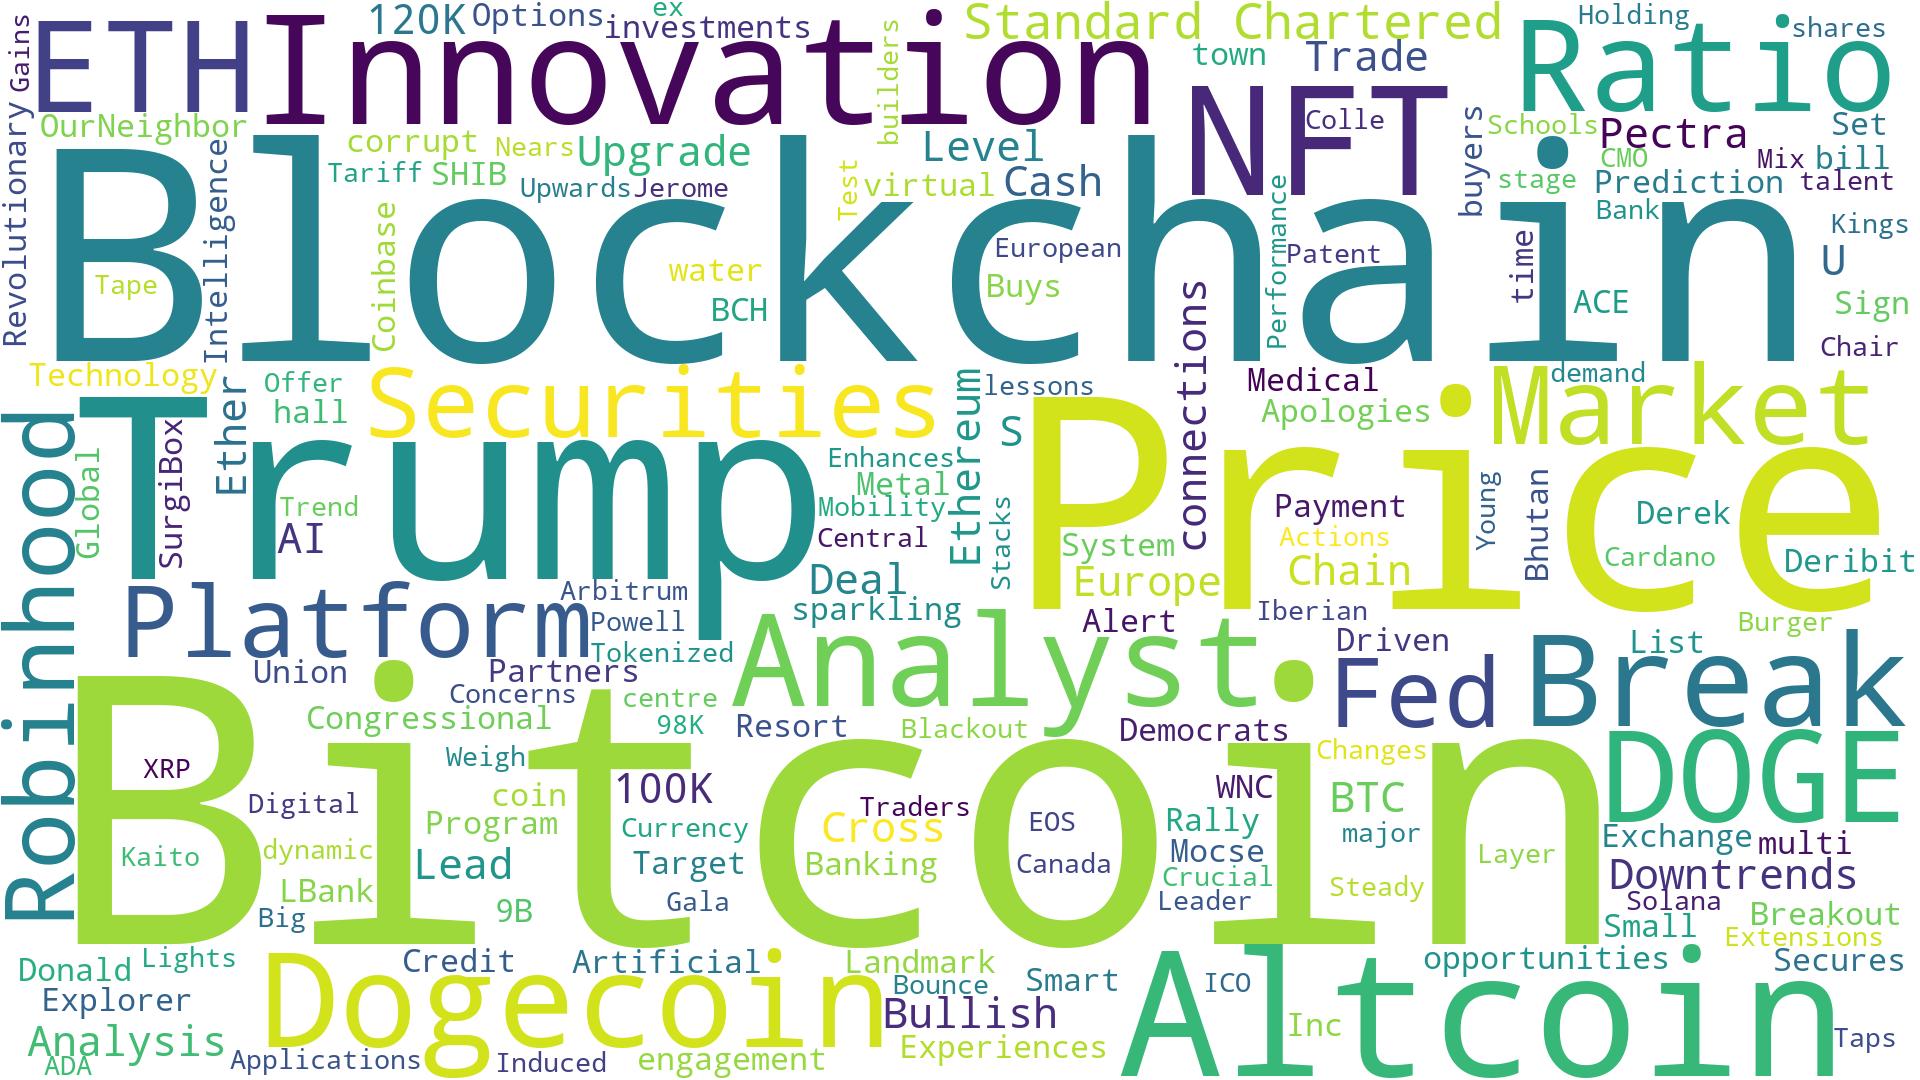 Gains
ETH
Innovation
120K
Options
ex
investments
builders
Standard Chartered
town
Trade
Ratio
Holding
shares
Revolutionary
OurNeighbor
Intelligence
corrupt
Nears
Upgrade
Tariff
SHIB
Upwards
Jerome
Test
virtual
Level
Cash
NFT
Colle
buyers
Schools
Pectra
Set
CMO
Mix
bill
stage
Prediction
talent
Bank
Kings
Blockchain
Tape
Coinbase
water
BCH
European
Buys
Performance
Patent
time
U
ACE
Sign
Chair
Technology
Offer
hall
Ether
Securities
Ethereum
lessons
S
connections
Medical
Apologies
demand
Market
Robinhood
Global
SurgiBox
Trump
Trend
AI
Enhances
Metal
Mobility
Central
Stacks
Price
System
Europe
Payment
Actions
Chain
Young
Bhutan
Derek
Cardano
Deribit
Platform
Arbitrum
Powell
Tokenized
Deal
sparkling
Analyst
Alert
Iberian
Driven
Fed
Break
List
Burger
Union
Partners
Concerns
centre
98K
Congressional
Weigh
Resort
Blackout
Democrats
Changes
DOGE
Bitcoin
XRP
Digital
Kaito
dynamic
LBank
Big
coin
Program
Lead
9B
100K
Currency
Target
Gala
Traders
Cross
Banking
EOS
Canada
WNC
Rally
Mocse
Crucial
Leader
BTC
major
Steady
Layer
Exchange
multi
Downtrends
Solana
Small
Breakout
Extensions
Donald
Lights
Explorer
Analysis
ADA
Dogecoin
Credit
Artificial
Applications
Induced
engagement
Landmark
Bounce
Bullish
Experiences
Smart
ICO
Altcoin
Inc
opportunities
Secures
Taps